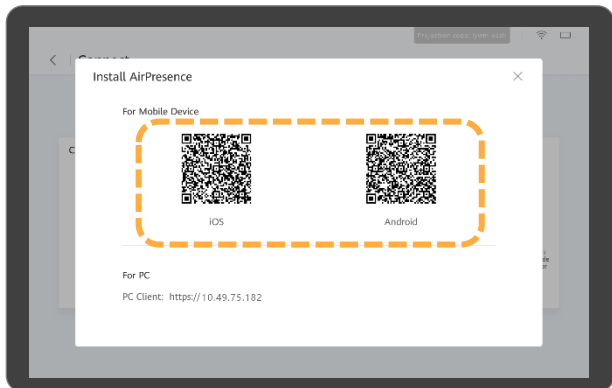 Install AirPresence
For Mobile Device
iOS
Android
For PC
PC Client: https://10.49.75.182